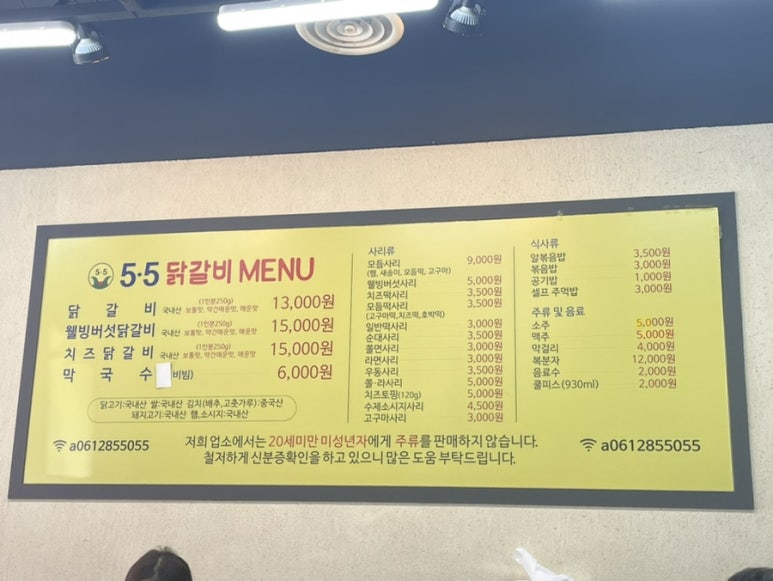 5·5
5·5 닭갈비 MENU
닭 갈 비 국내산 (1인분250g) 보통맛, 약간매운맛, 매운맛 13,000원
웰빙버섯닭갈비 국내산 (1인분250g) 보통맛, 약간매운맛, 매운맛 15,000원
치 즈 닭 갈 비 국내산 (1인분250g) 보통맛, 약간매운맛, 매운맛 15,000원
막 국 수 비빔) 6,000원
닭고기:국내산 쌀:국내산 김치(배추,고춧가루):중국산
돼지고기:국내산 햄,소시지:국내산
사리류
모듬사리 9,000원
(햄, 새송이, 모듬떡, 고구마)
웰빙버섯사리 5,000원
치즈떡사리 3,500원
모듬떡사리 3,500원
(고구마떡,치즈떡,호박떡)
일반떡사리 3,000원
순대사리 3,500원
쫄면사리 3,000원
라면사리 3,000원
우동사리 3,500원
쫄·라사리 5,000원
치즈토핑(120g) 5,000원
수제소시지사리 4,500원
고구마사리 3,000원
식사류
알볶음밥 3,500원
볶음밥 3,000원
공기밥 1,000원
셀프 주먹밥 3,000원
주류 및 음료
소주 5,000원
맥주 5,000원
막걸리 4,000원
복분자 12,000원
음료수 2,000원
쿨피스(930ml) 2,000원
a0612855055
저희 업소에서는 20세미만 미성년자에게 주류를 판매하지 않습니다.
철저하게 신분증확인을 하고 있으니 많은 도움 부탁드립니다.
a0612855055